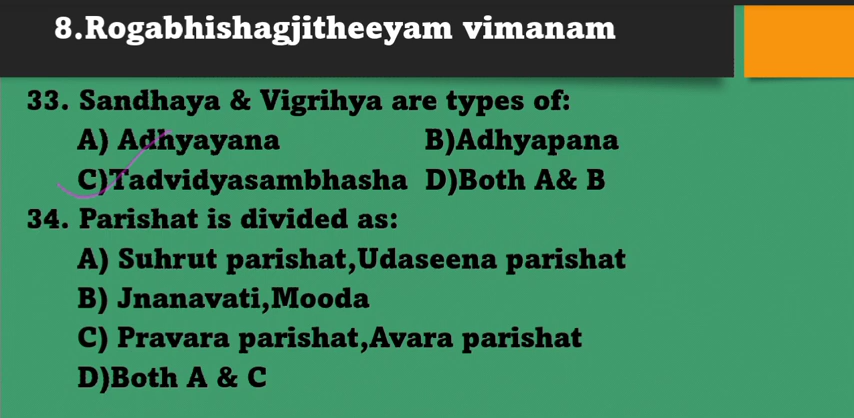 8.Rogabhishagjitheeyam vimanam
33. Sandhaya & Vigrihya are types of:
A) Adhyayana B)Adhyapana
C)Tadvidyasambhasha D)Both A& B
34. Parishat is divided as:
A) Suhrut parishat,Udaseena parishat
B) Jnanavati,Mooda
C) Pravara parishat,Avara parishat
D)Both A & C